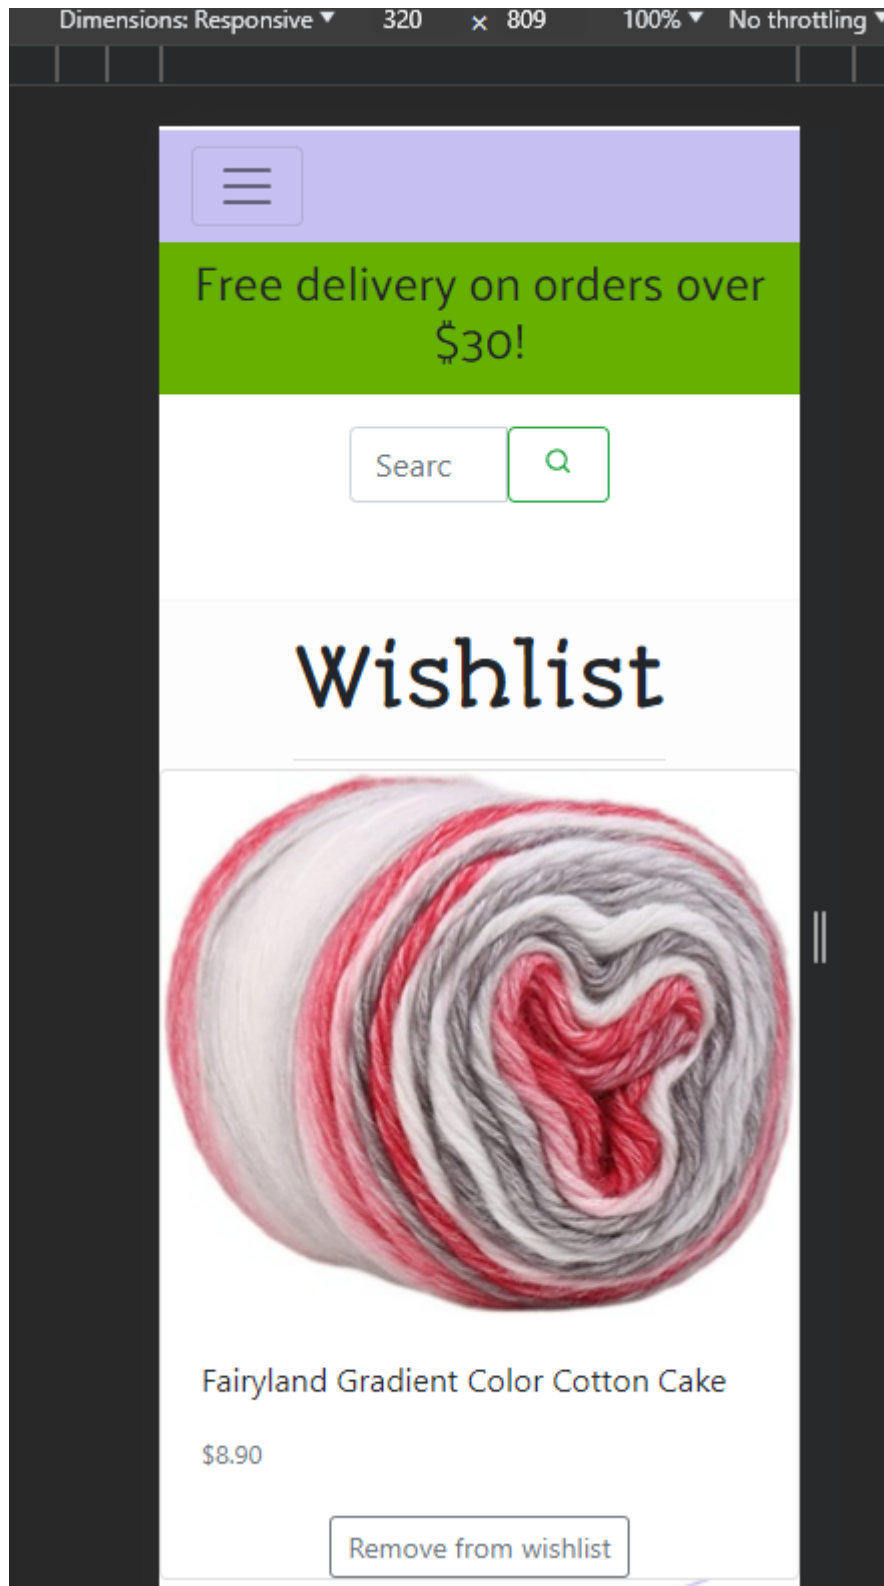 Dimensions: Responsive ▼ 320 × 809 100% ▼ No throttling ▼
Free delivery on orders over
$30!
Searc
Wishlist
Fairyland Gradient Color Cotton Cake
$8.90
Remove from wishlist